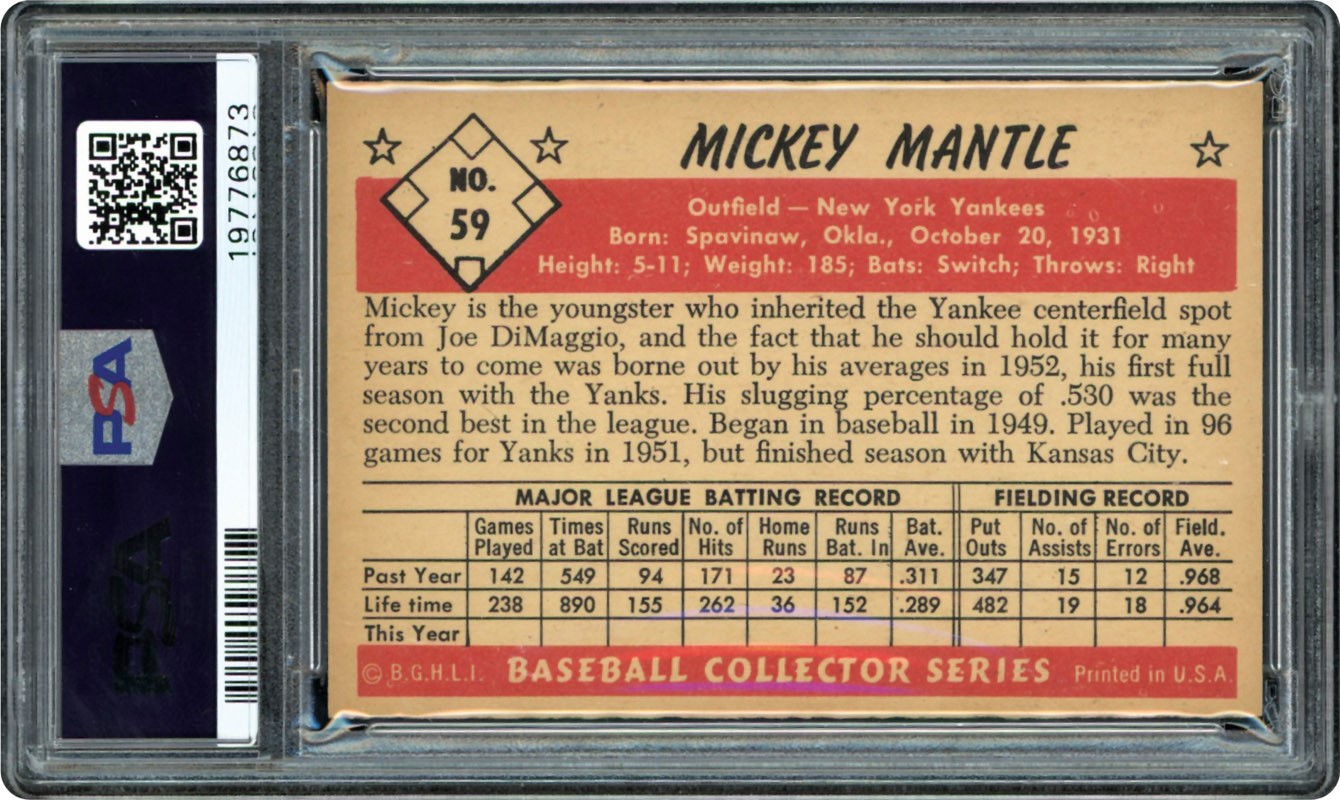 PSA
19776873
PSA
NO.
59
MICKEY MANTLE
Outfield — New York Yankees
Born: Spavinaw, Okla., October 20, 1931
Height: 5-11; Weight: 185; Bats: Switch; Throws: Right
Mickey is the youngster who inherited the Yankee centerfield spot
from Joe DiMaggio, and the fact that he should hold it for many
years to come was borne out by his averages in 1952, his first full
season with the Yanks. His slugging percentage of .530 was the
second best in the league. Began in baseball in 1949. Played in 96
games for Yanks in 1951, but finished season with Kansas City.
MAJOR LEAGUE BATTING RECORD FIELDING RECORD
Games Times Runs No. of Home Runs Bat. Put No. of No. of Field.
Played at Bat Scored Hits Runs Bat. In Ave. Outs Assists Errors Ave.
Past Year 142 549 94 171 23 87 .311 347 15 12 .968
Life time 238 890 155 262 36 152 .289 482 19 18 .964
This Year
© B.G.H.L.I. BASEBALL COLLECTOR SERIES Printed in U.S.A.